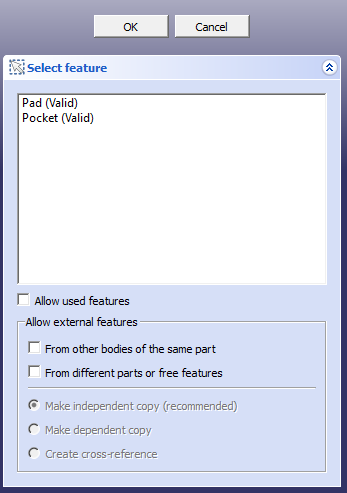 OK
Cancel
Select feature
Pad (Valid)
Pocket (Valid)
Allow used features
Allow external features
From other bodies of the same part
From different parts or free features
Make independent copy (recommended)
Make dependent copy
Create cross-reference